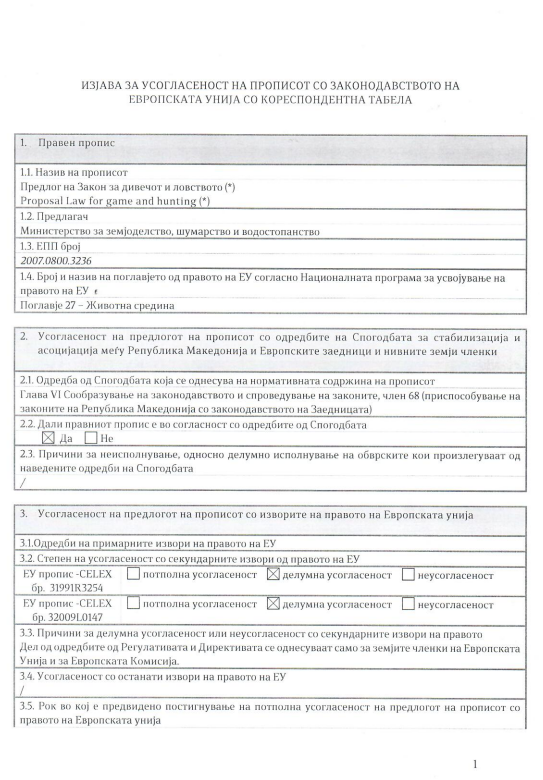 ИЗЈАВА ЗА УСОГЛАСЕНОСТ НА ПРОПИСОТ СО ЗАКОНОДАВСТВОТО НА
ЕВРОПСКАТА УНИЈА СО КОРЕСПОНДЕНТНА ТАБЕЛА
1. Правен пропис
1.1. Назив на прописот
Предлог на Закон за дивечот и ловството (*)
Proposal Law for game and hunting (*)
1.2. Предлагач
Министерство за земјоделство, шумарство и водостопанство
1.3. ЕПП број
2007.0800.3236
1.4. Број и назив на поглавјето од правото на ЕУ согласно Националната програма за усвојување на
правото на ЕУ
Поглавје 27 – Животна средина
2. Усогласеност на предлогот на прописот со одредбите на Спогодбата за стабилизација и
асоцијација меѓу Република Македонија и Европските заедници и нивните земји членки
2.1. Одредба од Спогодбата која се однесува на нормативната содржина на прописот
Глава VI Сообразување на законодавството и спроведување на законите, член 68 (приспособување на
законите на Република Македонија со законодавството на Заедницата)
2.2. Дали правниот пропис е во согласност со одредбите од Спогодбата
☒ Да ☐ Не
2.3. Причини за неисполнување, односно делумно исполнување на обврските кои произлегуваат од
наведените одредби на Спогодбата
/
3. Усогласеност на предлогот на прописот со изворите на правото на Европската унија
3.1.Одредби на примарните извори на правото на ЕУ
3.2. Степен на усогласеност со секундарните извори од правото на ЕУ
ЕУ пропис -CELEX ☐ потполна усогласеност ☒ делумна усогласеност ☐ неусогласеност
бр. 31991R3254
ЕУ пропис -CELEX ☐ потполна усогласеност ☒ делумна усогласеност ☐ неусогласеност
бр. 32009L0147
3.3. Причини за делумна усогласеност или неусогласеност со секундарните извори на правото
Дел од одредбите од Регулативата и Директивата се однесуваат само за земјите членки на Европската
Унија и за Европската Комисија.
3.4. Усогласеност со останати извори на правото на ЕУ
/
3.5. Рок во кој е предвидено постигнување на потполна усогласеност на предлогот на прописот со
правото на Европската унија
1